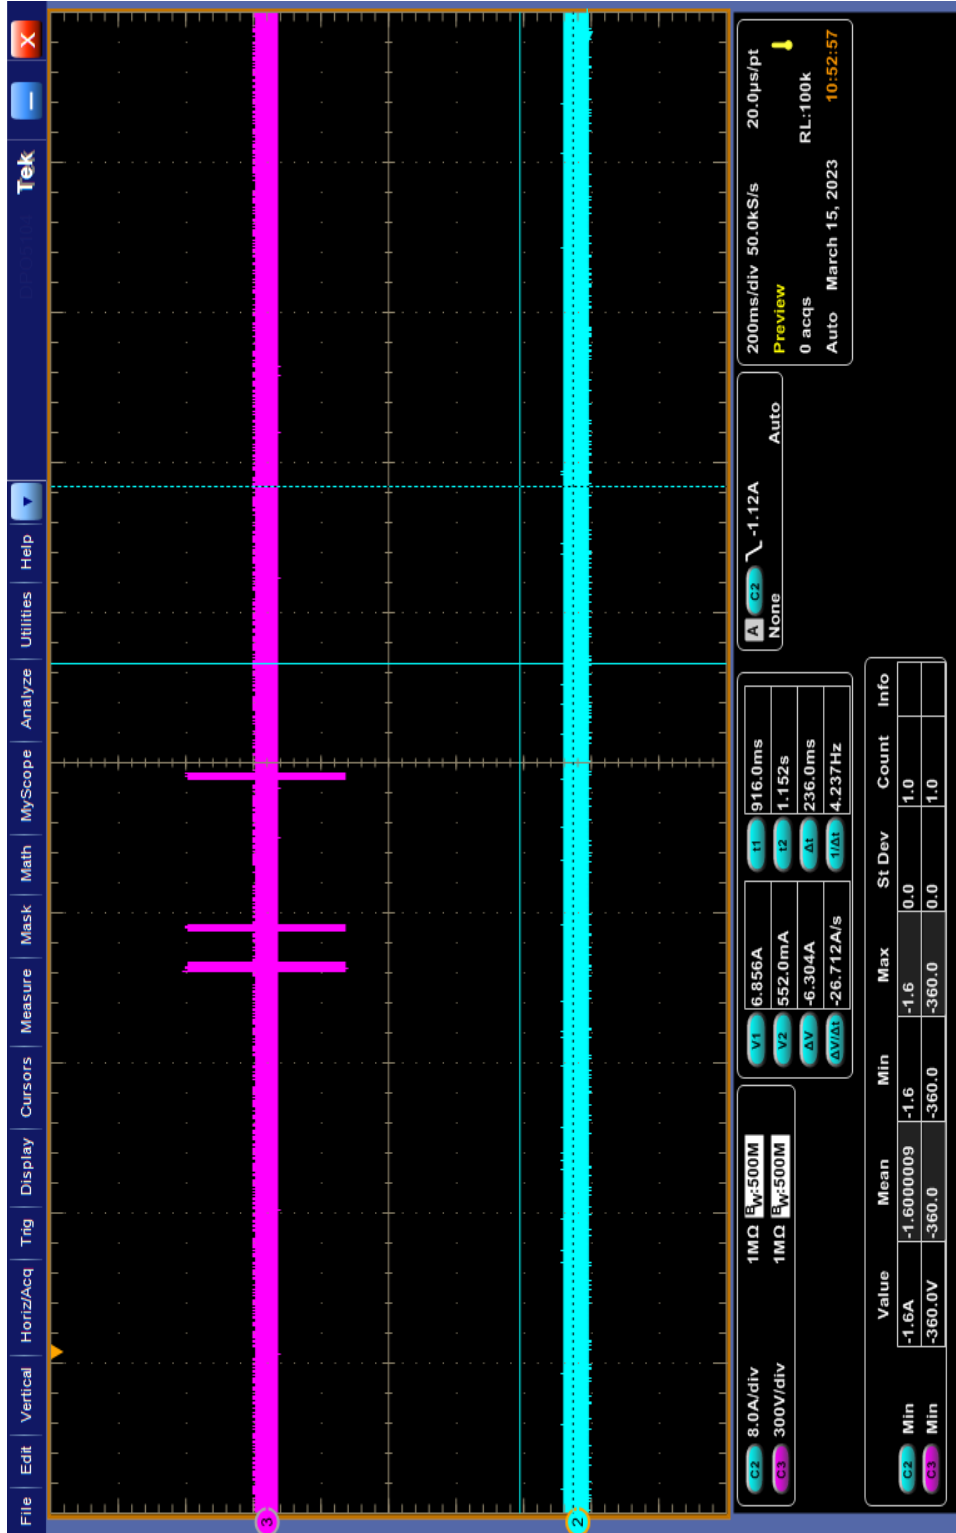 File Edit Vertical Horiz/Acq Trig Display Cursors Measure Mask Math MyScope Analyze Utilities Help Tek
3
2
C2 8.0A/div 1MΩ BW:500M
C3 300V/div 1MΩ BW:500M
V1 6.856A t1 916.0ms
V2 552.0mA t2 1.152s
ΔV -6.304A Δt 236.0ms
ΔV/Δt -26.712A/s 1/Δt 4.237Hz
A C2 -1.12A
None Auto
200ms/div 50.0kS/s 20.0µs/pt
Preview
0 acqs RL:100k
Auto March 15, 2023 10:52:57
Value Mean Min Max St Dev Count Info
C2 Min -1.6A -1.6000009 -1.6 -1.6 0.0 1.0
C3 Min -360.0V -360.0 -360.0 -360.0 0.0 1.0